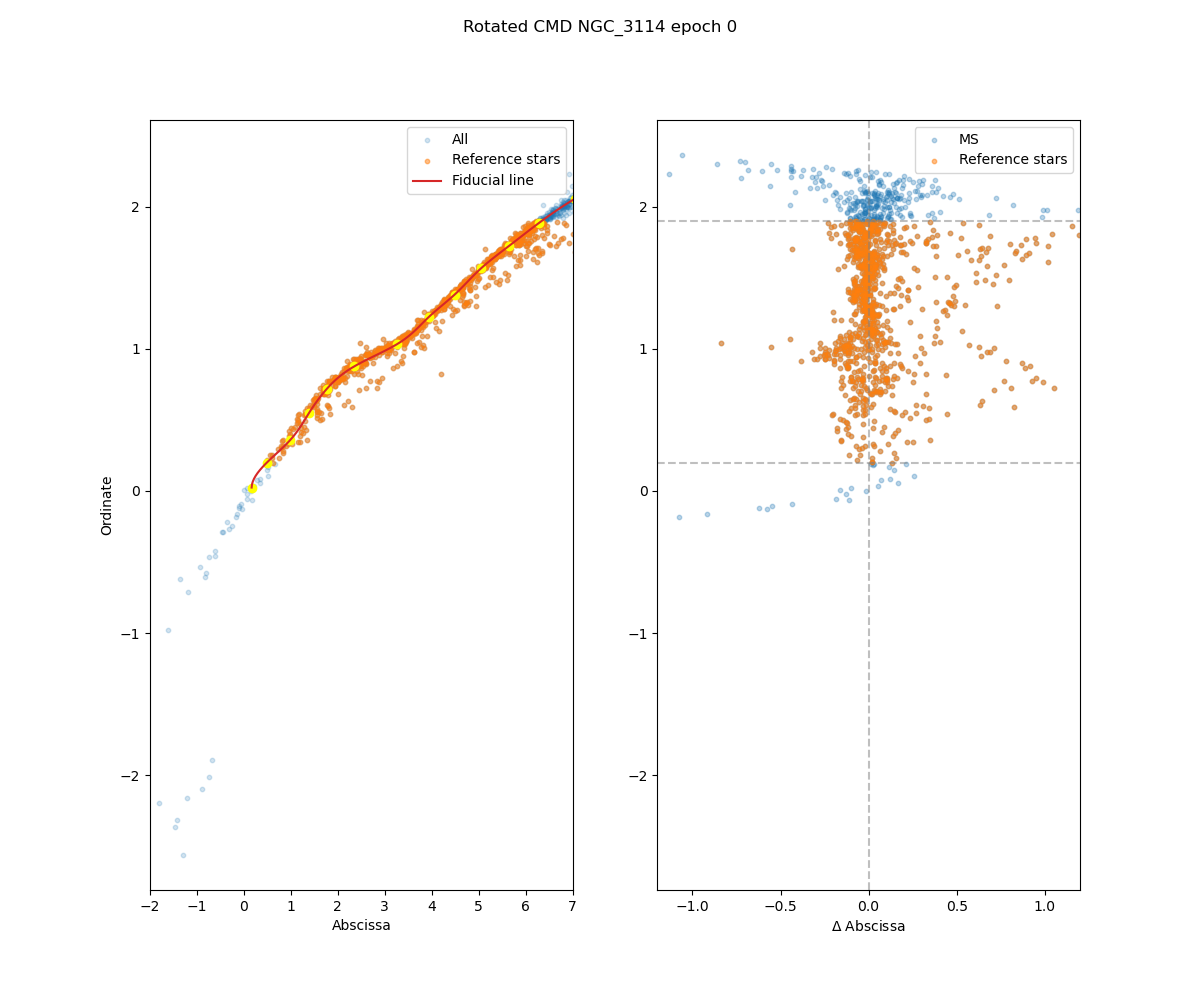 Rotated CMD NGC_3114 epoch 0
All
Reference stars
Fiducial line
MS
Reference stars
2
1
0
−1
−2
Ordinate
−2 −1 0 1 2 3 4 5 6 7
Abscissa
2
1
0
−1
−2
−1.0 −0.5 0.0 0.5 1.0
Δ Abscissa